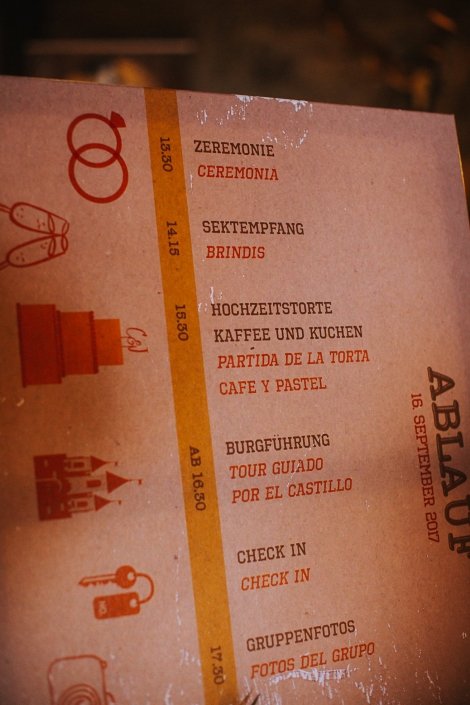 ABLAUF
16. SEPTEMBER 2017
13.30
ZEREMONIE
CEREMONIA
14.15
SEKTEMPFANG
BRINDIS
15.30
HOCHZEITSTORTE
KAFFEE UND KUCHEN
PARTIDA DE LA TORTA
CAFE Y PASTEL
C&V
AB 16.30
BURGFÜHRUNG
TOUR GUIADO
POR EL CASTILLO
CHECK IN
CHECK IN
17.30
GRUPPENFOTOS
FOTOS DEL GRUPO